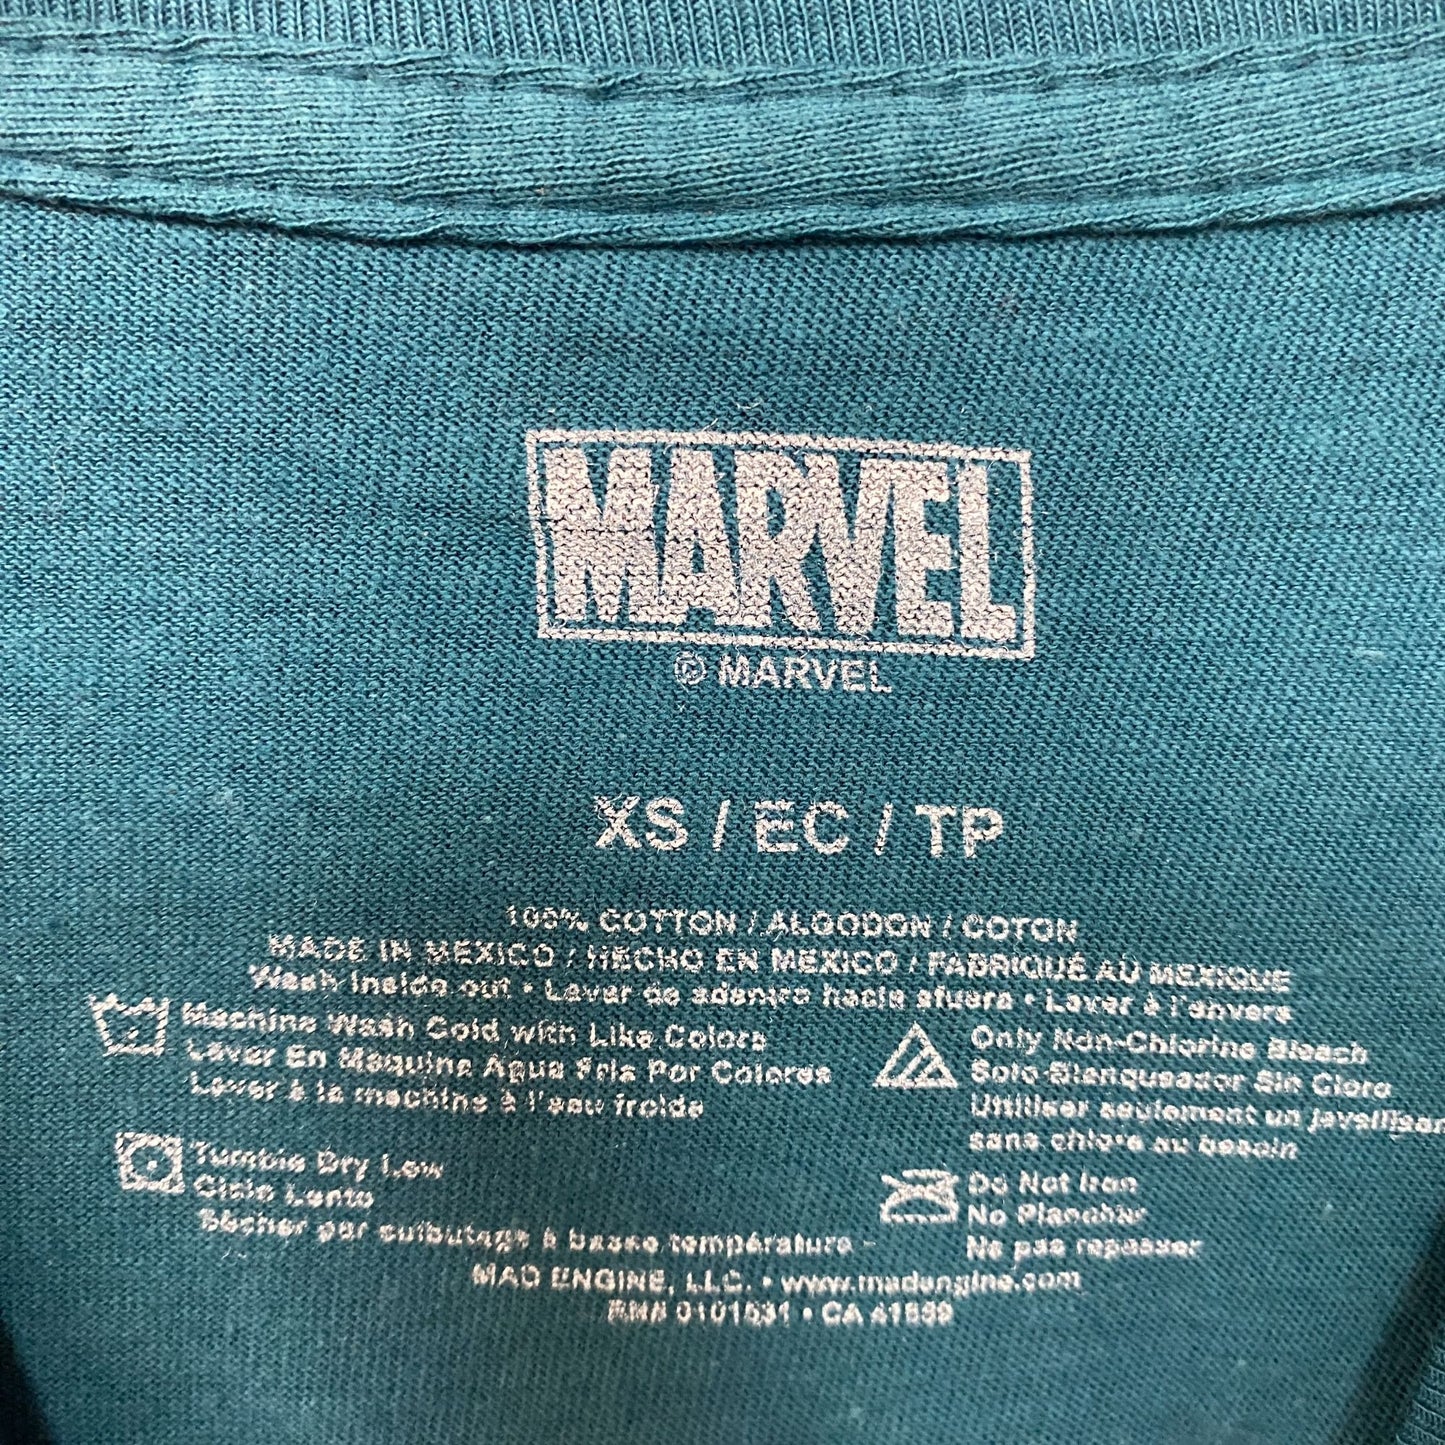 MARVEL
© MARVEL
XS / EC / TP
100% COTTON / ALGODON / COTON
MADE IN MEXICO / HECHO EN MEXICO / FABRIQUÉ AU MEXIQUE
Wash Inside out • Lavar de adentro hacia afuera • Laver à l'envers
Machine Wash Cold with Like Colors
Lavar En Maquina Agua Fria Por Colores
Laver à la machine à l'eau froide
Only Non-Chlorine Bleach
Solo Blanqueador Sin Cloro
Utiliser seulement un javellisan
sans chlore au besoin
Tumble Dry Low
Ciclo Lento
Sécher par culbutage à basse température -
Do Not Iron
No Planchar
Ne pas repasser
MAD ENGINE, LLC. • www.madengine.com
RN# 0101531 • CA 41559